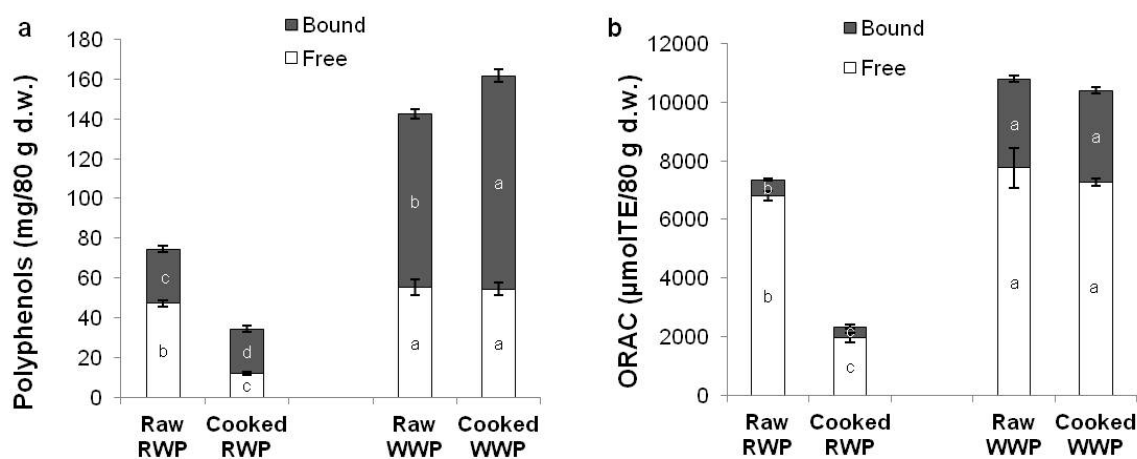 a
Polyphenols (mg/80 g d.w.)
180
160
140
120
100
80
60
40
20
0
Bound
Free
c
b
d
c
b
a
a
a
Raw RWP
Cooked RWP
Raw WWP
Cooked WWP
b
ORAC (µmolTE/80 g d.w.)
12000
10000
8000
6000
4000
2000
0
Bound
Free
b
b
c
c
a
a
a
a
Raw RWP
Cooked RWP
Raw WWP
Cooked WWP